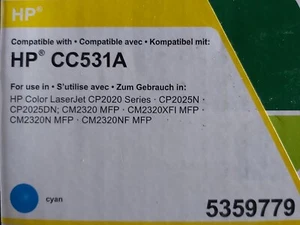 HP®
Compatible with • Compatible avec • Kompatibel mit:
HP® CC531A
For use in • S'utilise avec • Zum Gebrauch in:
HP Color LaserJet CP2020 Series · CP2025N ·
CP2025DN; CM2320 MFP · CM2320XFI MFP ·
CM2320N MFP · CM2320NF MFP
cyan
5359779